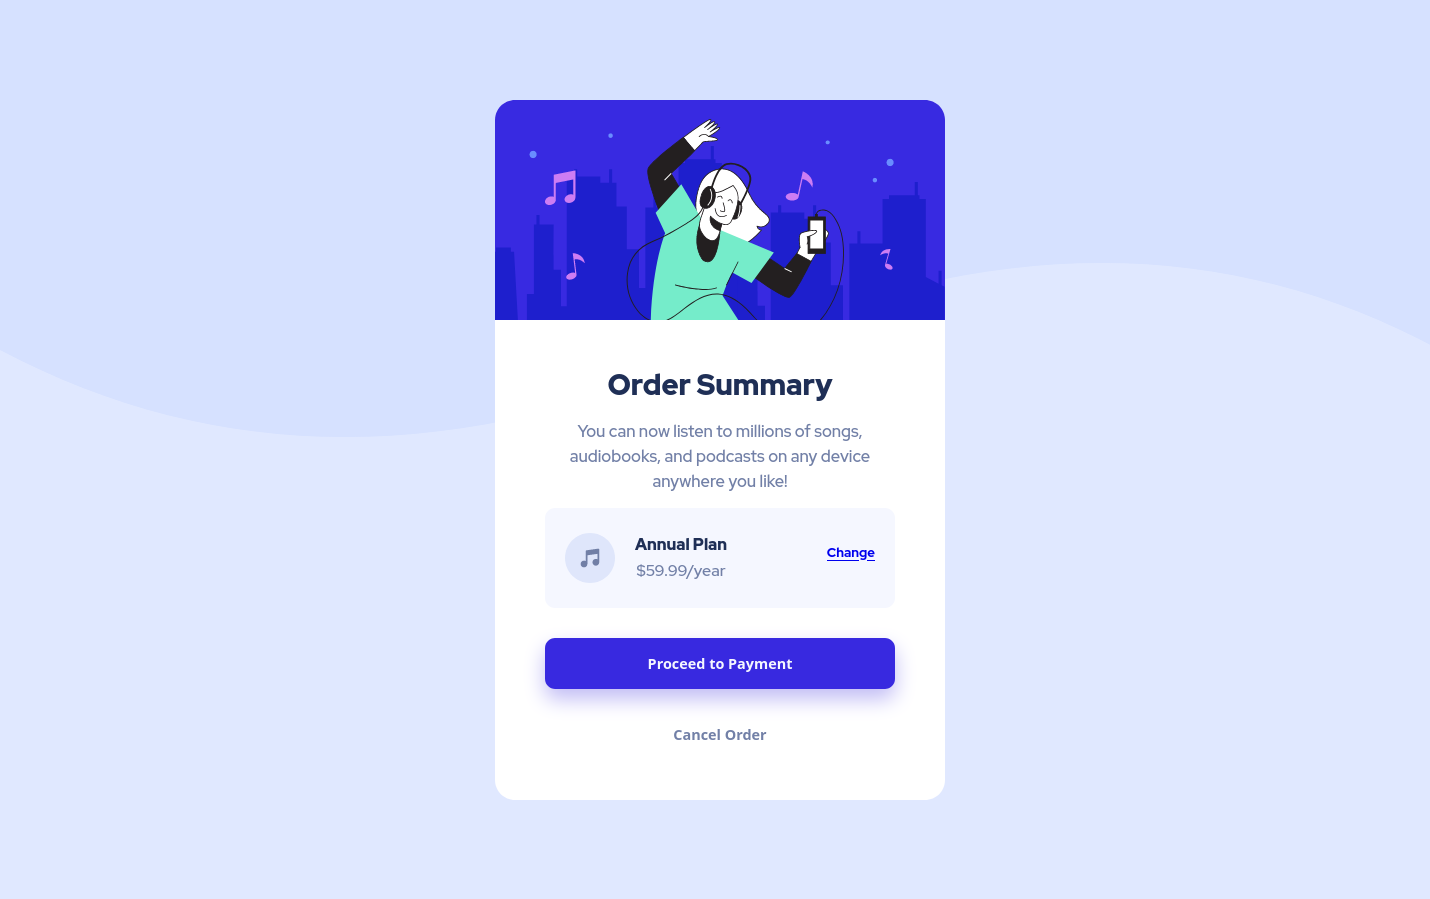 Order Summary
You can now listen to millions of songs,
audiobooks, and podcasts on any device
anywhere you like!
Annual Plan
$59.99/year
Change
Proceed to Payment
Cancel Order